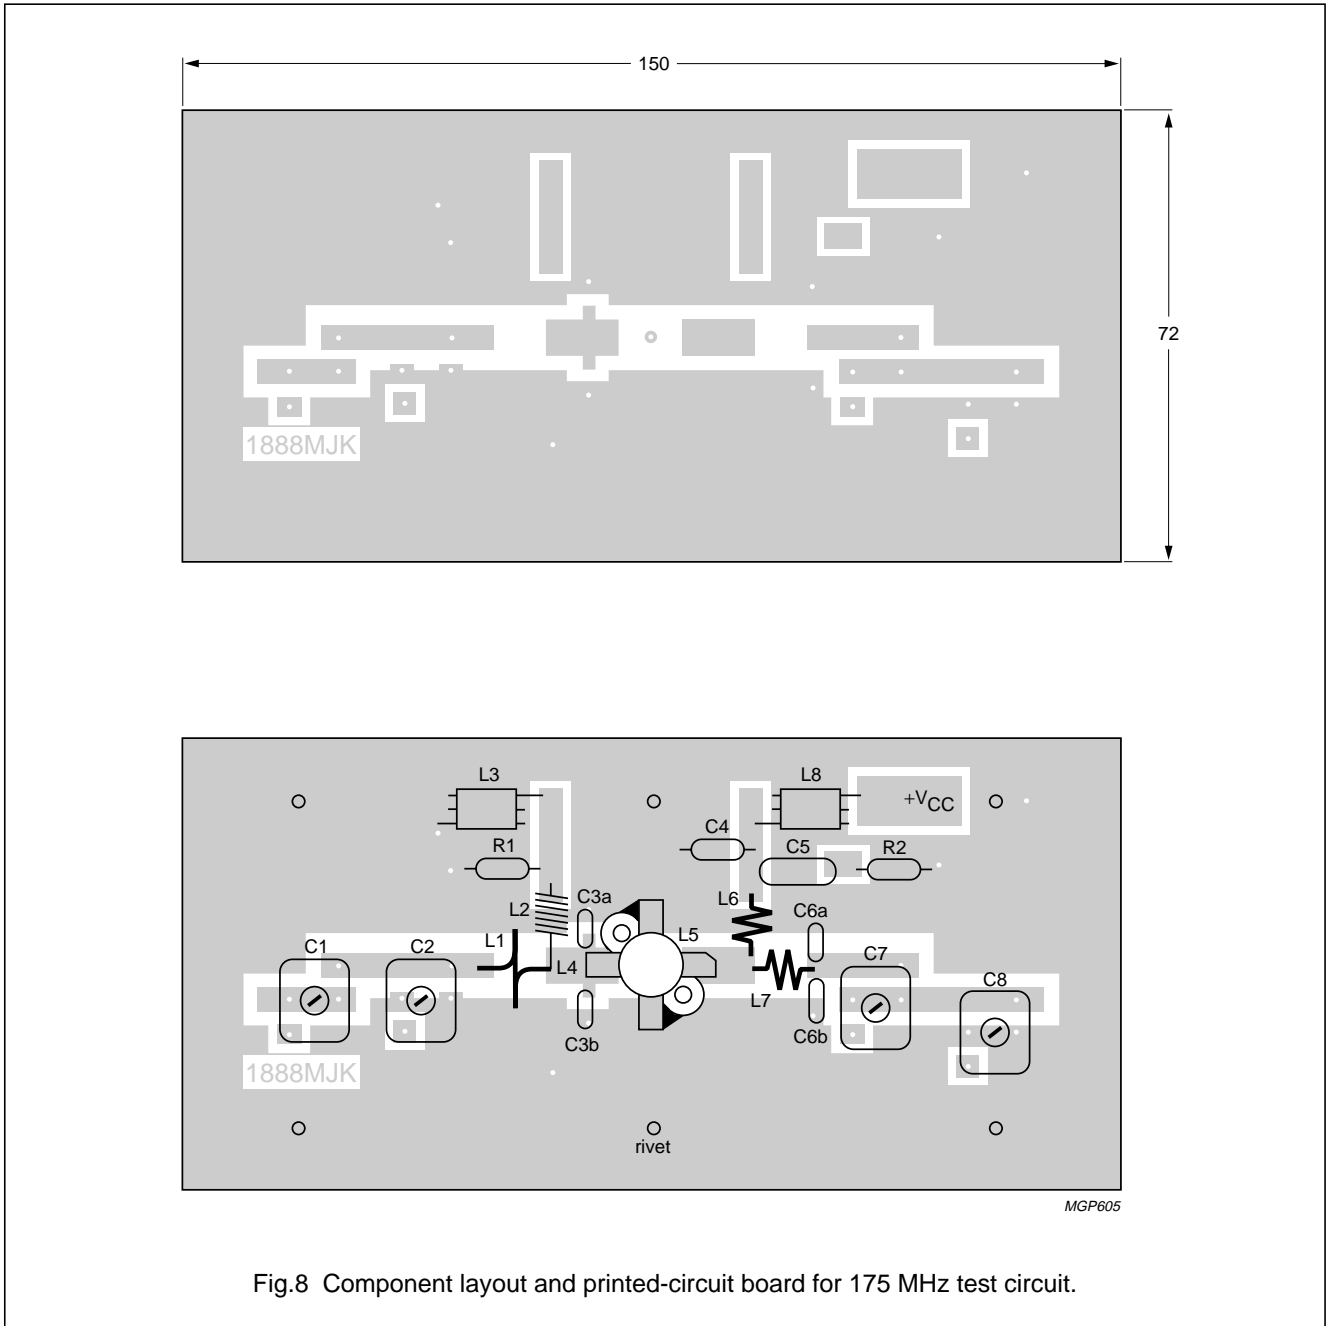 150
72
1888MJK
L3
L8
+VCC
C4
R1
C5
R2
L6
C3a
L2
C6a
L1
L5
C1
C2
L4
C7
L7
C8
C3b
C6b
1888MJK
rivet
MGP605
Fig.8 Component layout and printed-circuit board for 175 MHz test circuit.